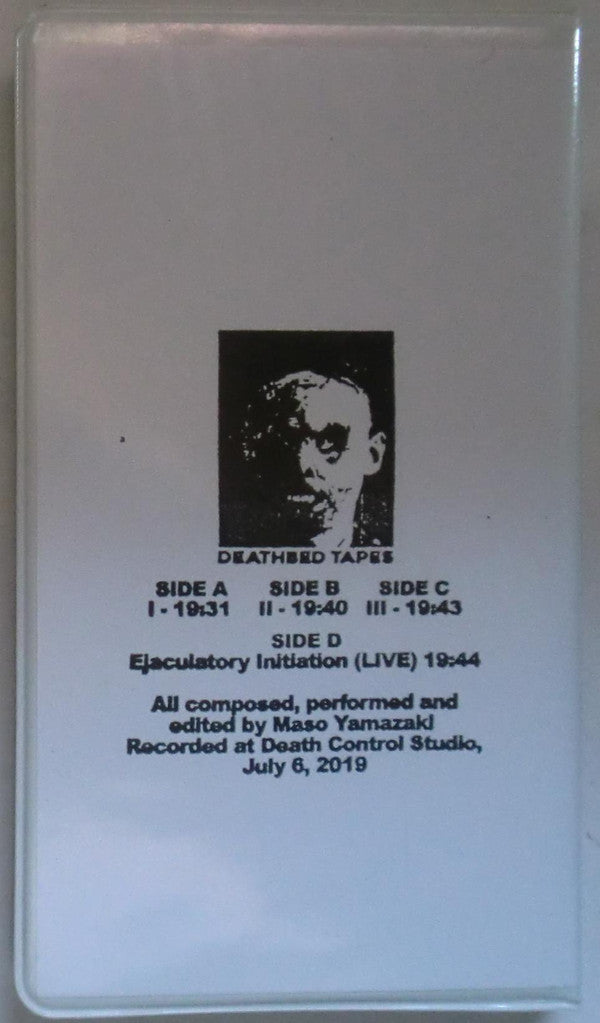 DEATHBED TAPES
SIDE A SIDE B SIDE C
I - 19:31 II - 19:40 III - 19:43
SIDE D
Ejaculatory Initiation (LIVE) 19:44
All composed, performed and
edited by Maso Yamazaki
Recorded at Death Control Studio,
July 6, 2019